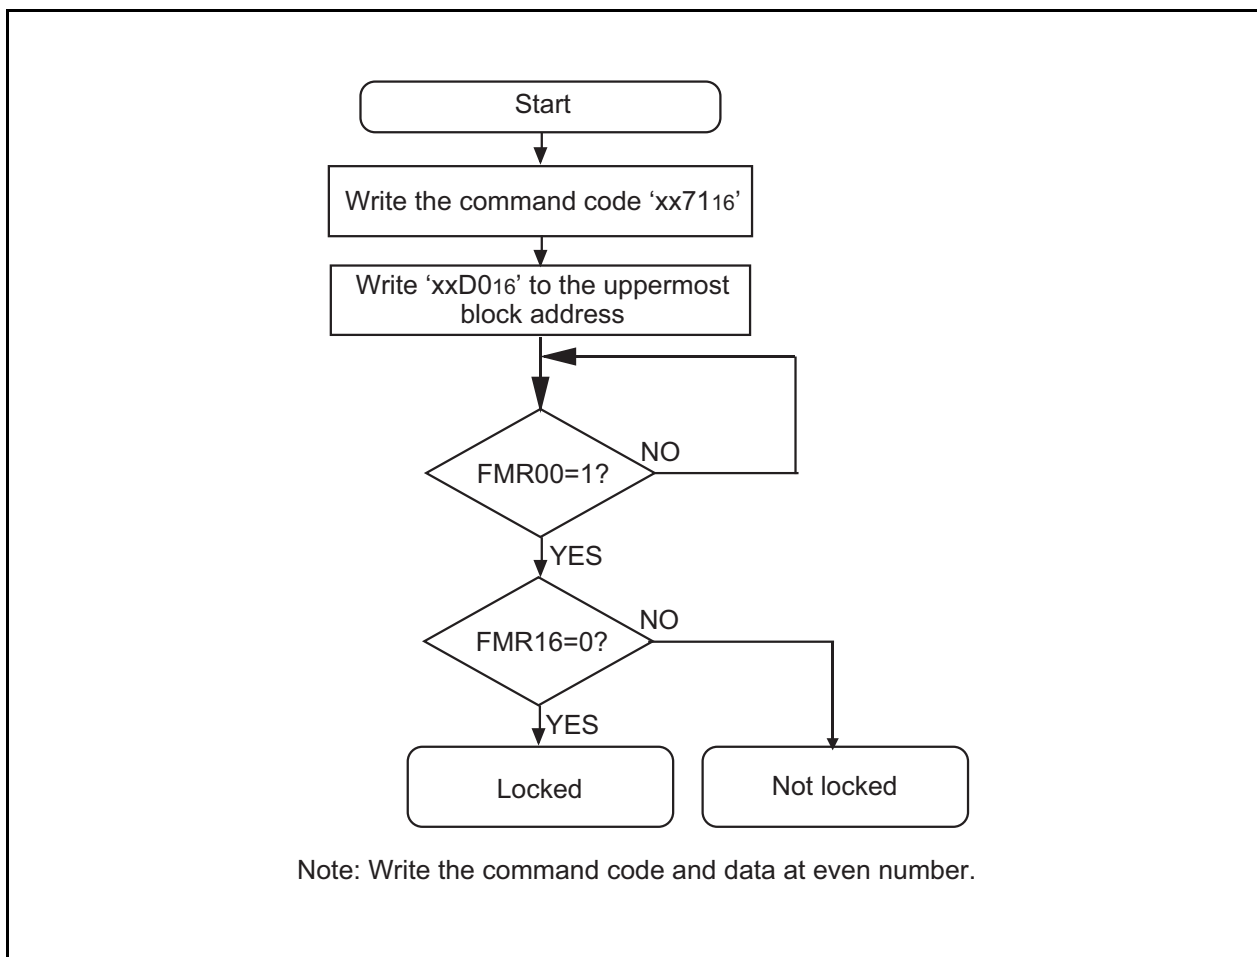 Start
Write the command code ‘xx7116’
Write ‘xxD016’ to the uppermost
block address
NO
FMR00=1?
YES
NO
FMR16=0?
YES
Locked
Not locked
Note: Write the command code and data at even number.